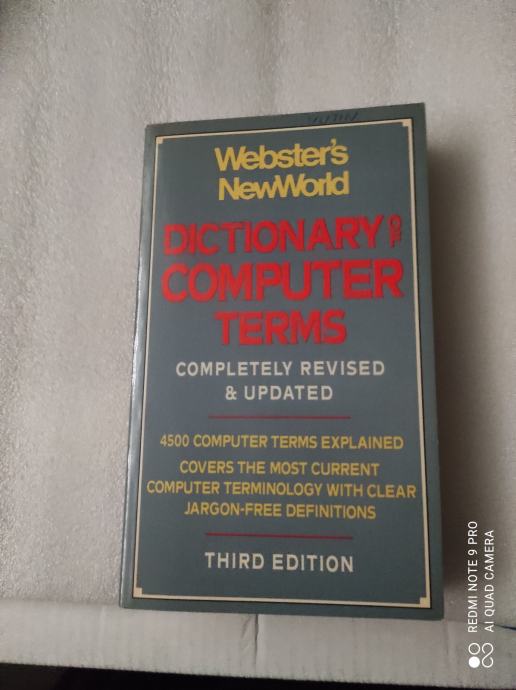 Webster's
NewWorld
DICTIONARY OF
COMPUTER
TERMS
COMPLETELY REVISED
& UPDATED
4500 COMPUTER TERMS EXPLAINED
COVERS THE MOST CURRENT
COMPUTER TERMINOLOGY WITH CLEAR
JARGON-FREE DEFINITIONS
THIRD EDITION
REDMI NOTE 9 PRO
AI QUAD CAMERA